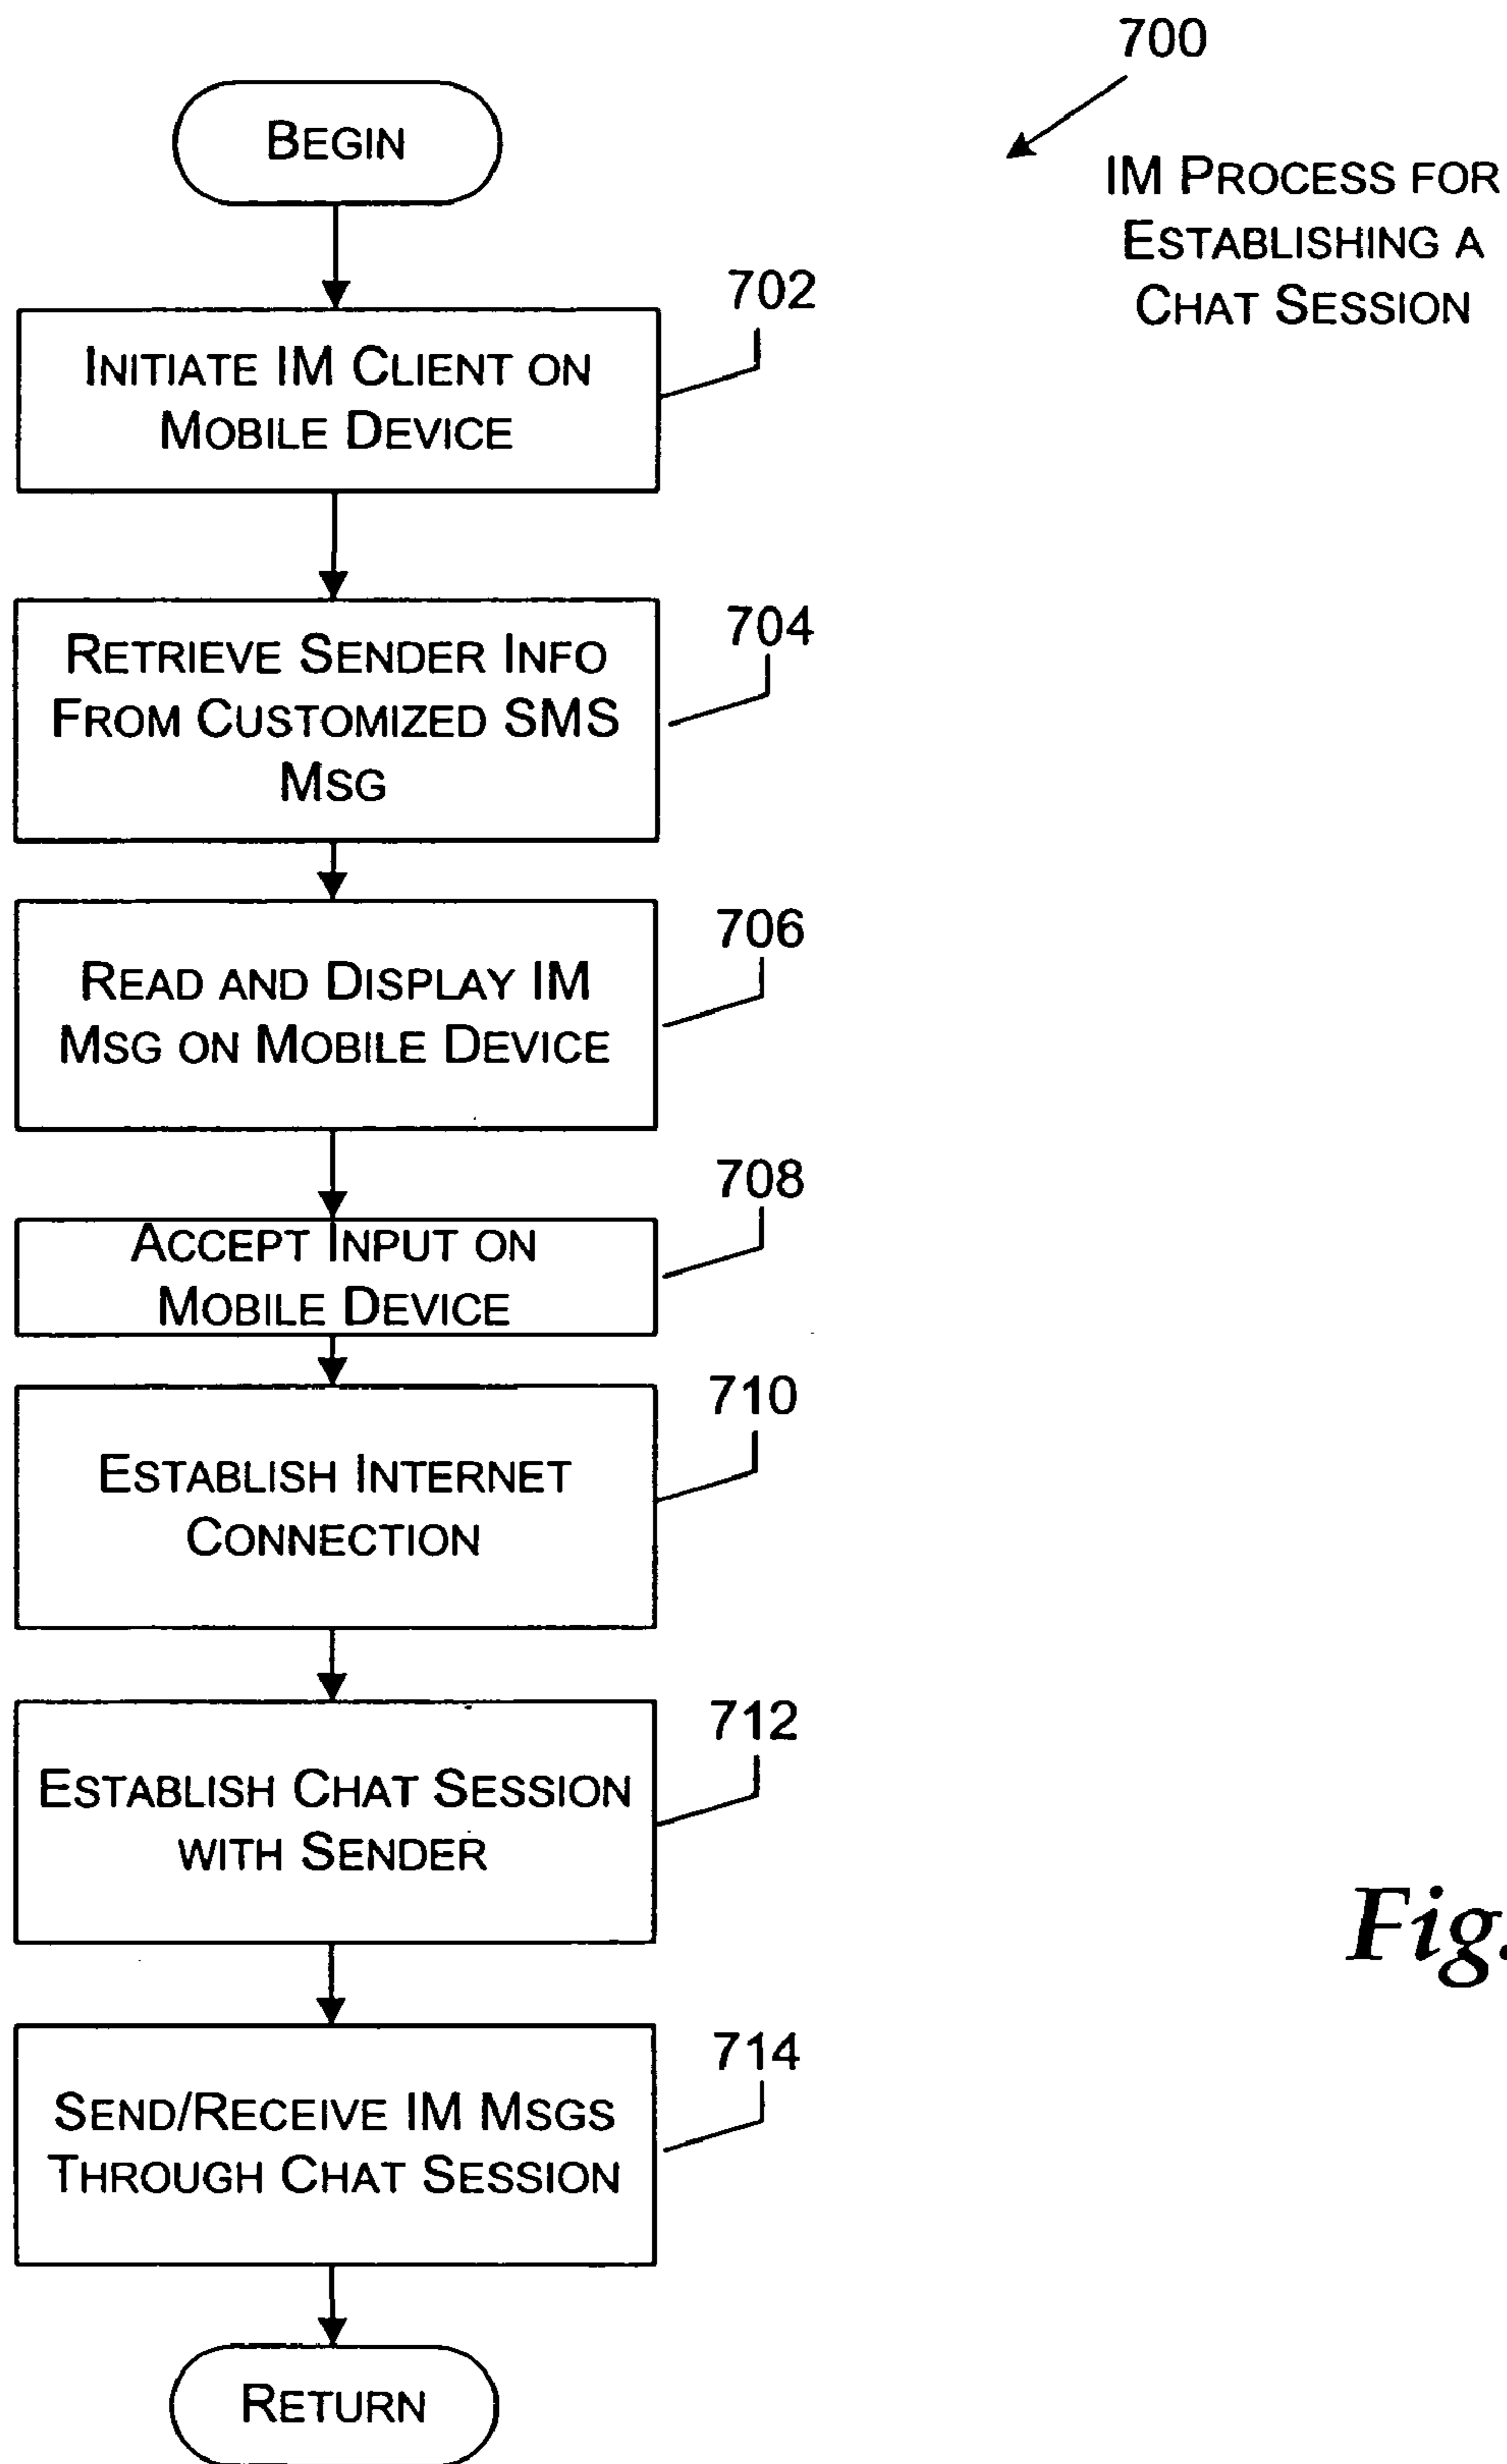 700
IM PROCESS FOR
ESTABLISHING A
CHAT SESSION
BEGIN
702
INITIATE IM CLIENT ON
MOBILE DEVICE
704
RETRIEVE SENDER INFO
FROM CUSTOMIZED SMS
MSG
706
READ AND DISPLAY IM
MSG ON MOBILE DEVICE
708
ACCEPT INPUT ON
MOBILE DEVICE
710
ESTABLISH INTERNET
CONNECTION
712
ESTABLISH CHAT SESSION
WITH SENDER
714
SEND/RECEIVE IM MSGS
THROUGH CHAT SESSION
RETURN
Fig.